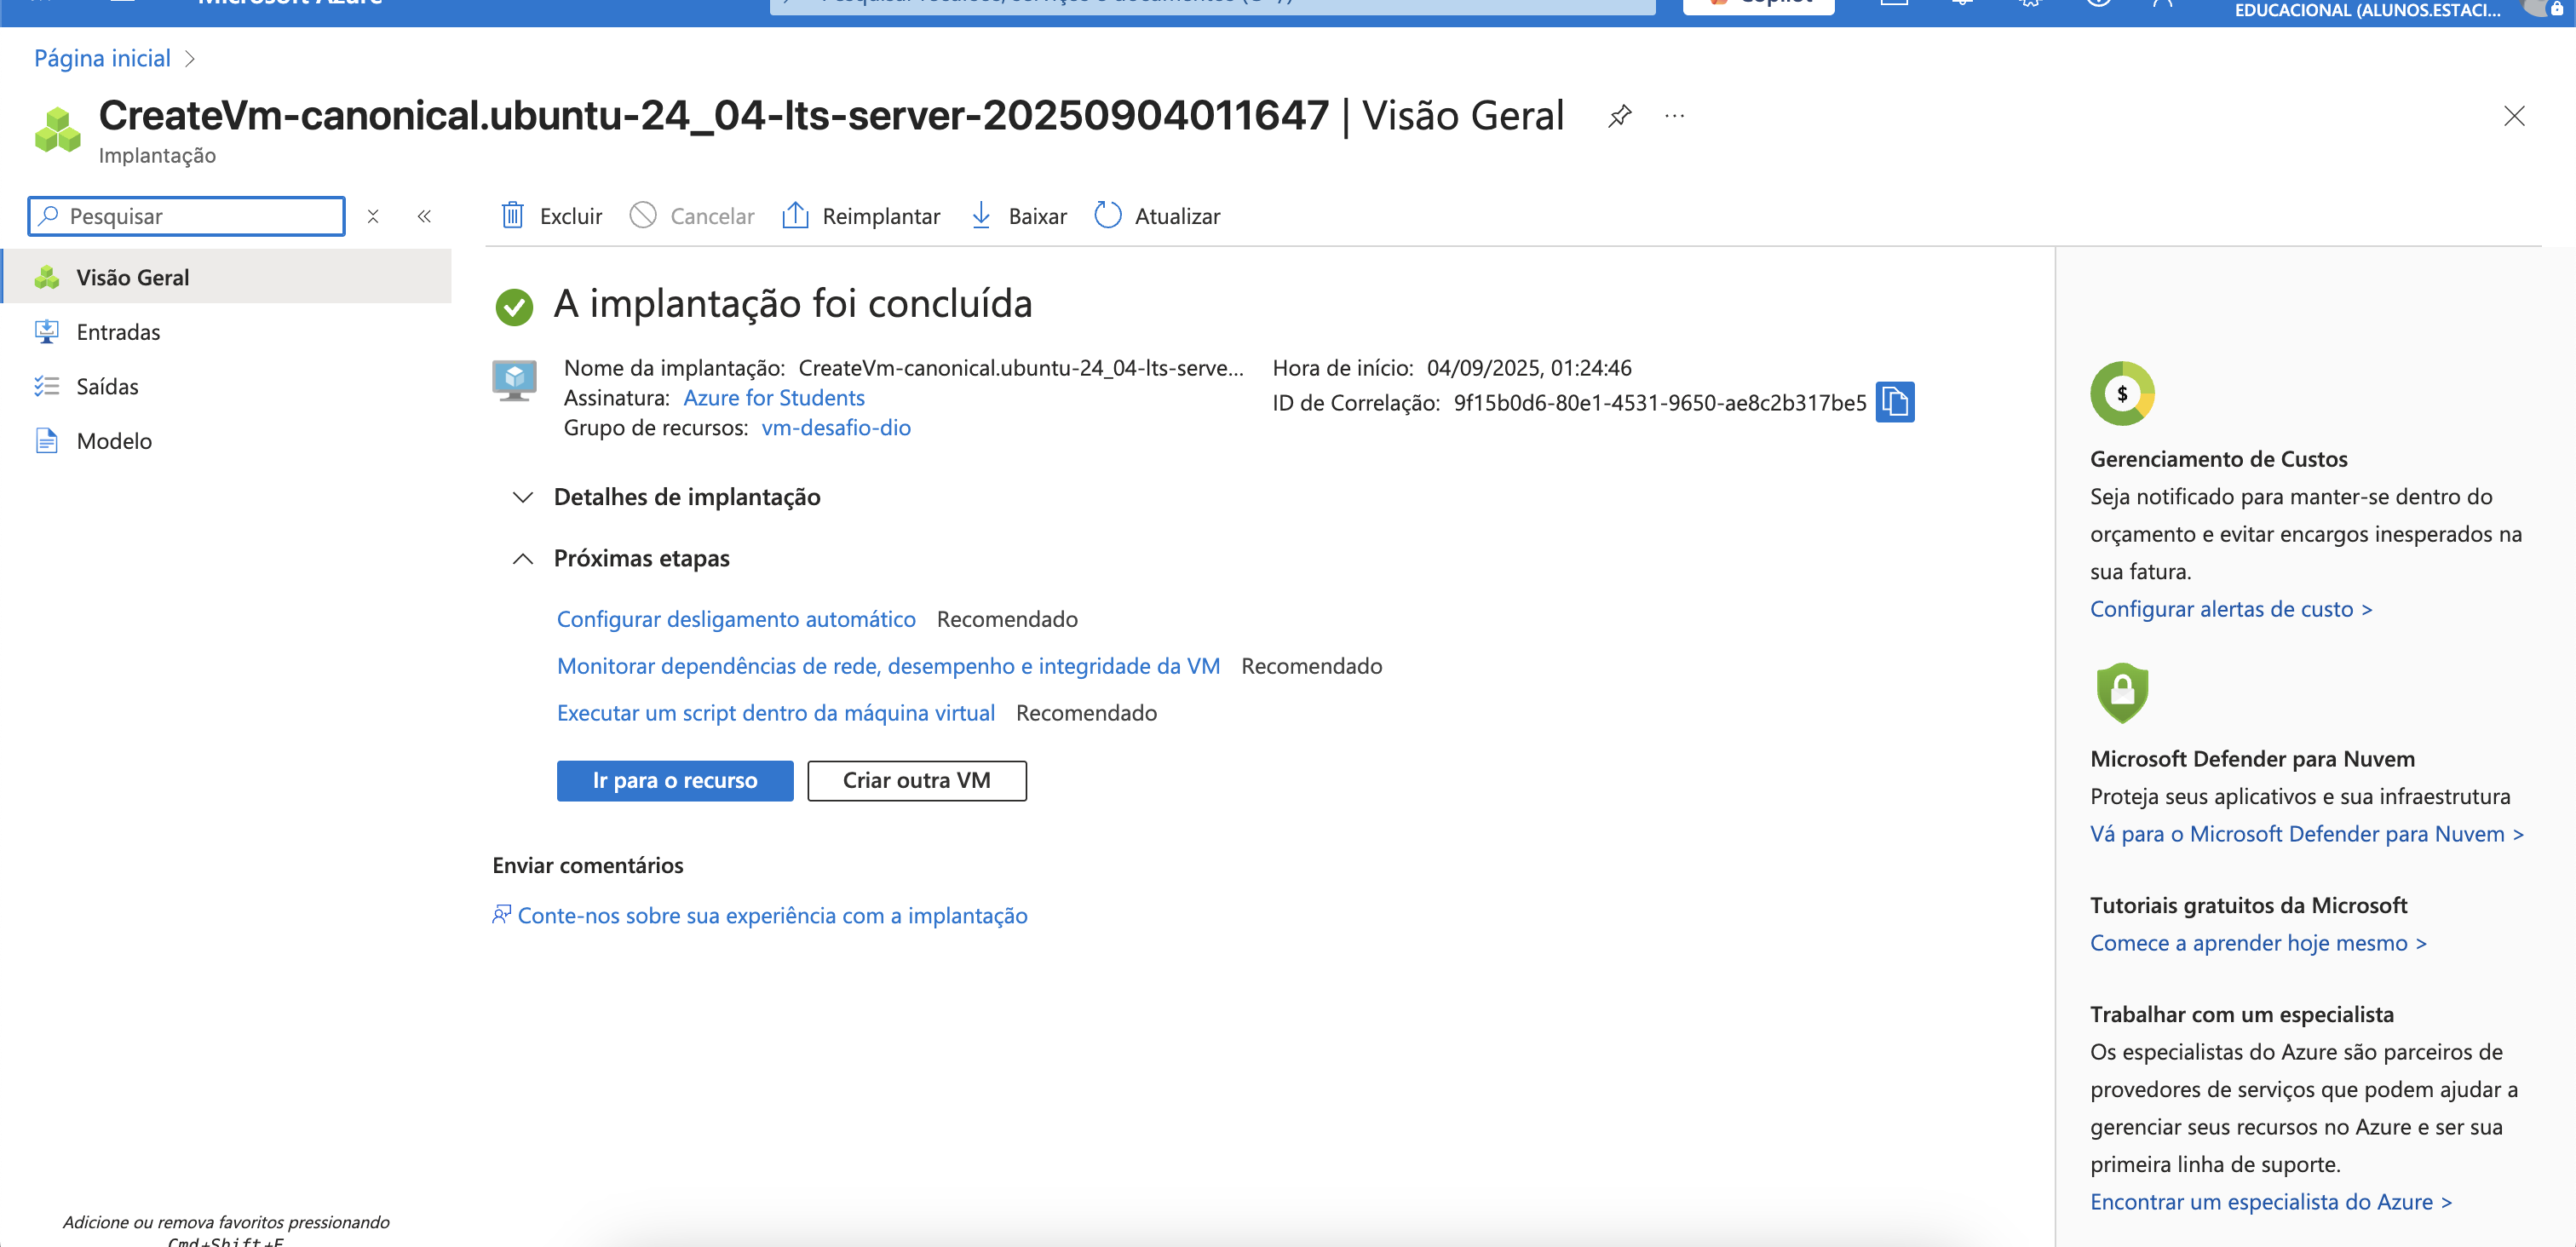 Microsoft Azure
Copilot
EDUCACIONAL (ALUNOS.ESTACI...
Página inicial >
CreateVm-canonical.ubuntu-24_04-lts-server-20250904011647 | Visão Geral
Implantação
Pesquisar
Excluir Cancelar Reimplantar Baixar Atualizar
Visão Geral
Entradas
Saídas
Modelo
A implantação foi concluída
Nome da implantação: CreateVm-canonical.ubuntu-24_04-lts-serve...
Assinatura: Azure for Students
Grupo de recursos: vm-desafio-dio
Hora de início: 04/09/2025, 01:24:46
ID de Correlação: 9f15b0d6-80e1-4531-9650-ae8c2b317be5
Detalhes de implantação
Próximas etapas
Configurar desligamento automático Recomendado
Monitorar dependências de rede, desempenho e integridade da VM Recomendado
Executar um script dentro da máquina virtual Recomendado
Ir para o recurso Criar outra VM
Enviar comentários
Conte-nos sobre sua experiência com a implantação
$
Gerenciamento de Custos
Seja notificado para manter-se dentro do
orçamento e evitar encargos inesperados na
sua fatura.
Configurar alertas de custo >
Microsoft Defender para Nuvem
Proteja seus aplicativos e sua infraestrutura
Vá para o Microsoft Defender para Nuvem >
Tutoriais gratuitos da Microsoft
Comece a aprender hoje mesmo >
Trabalhar com um especialista
Os especialistas do Azure são parceiros de
provedores de serviços que podem ajudar a
gerenciar seus recursos no Azure e ser sua
primeira linha de suporte.
Encontrar um especialista do Azure >
Adicione ou remova favoritos pressionando
Cmd+Shift+F